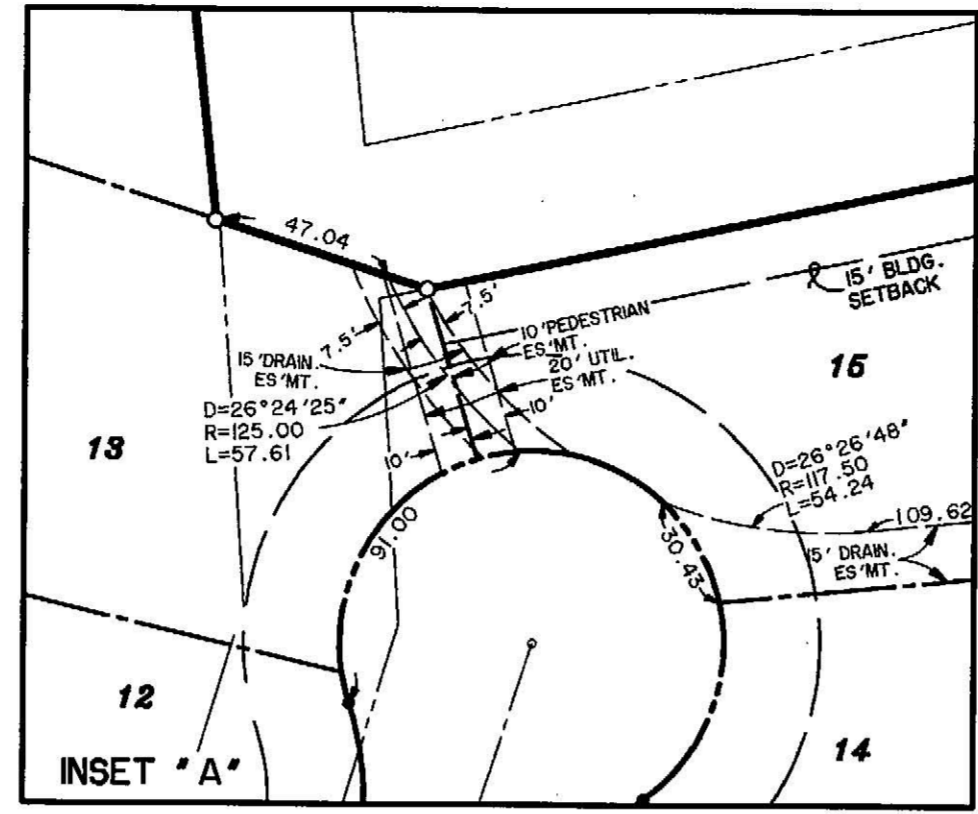 47.04
7.5'
7.5'
15' BLDG.
SETBACK
10' PEDESTRIAN
ES'MT.
20' UTIL.
ES'MT.
15' DRAIN.
ES'MT.
D=26°24'25"
R=125.00
L=57.61
10'
10'
15
13
91.00
30.43
D=26°26'48"
R=117.50
L=54.24
109.62
15' DRAIN.
ES'MT.
12
14
INSET "A"